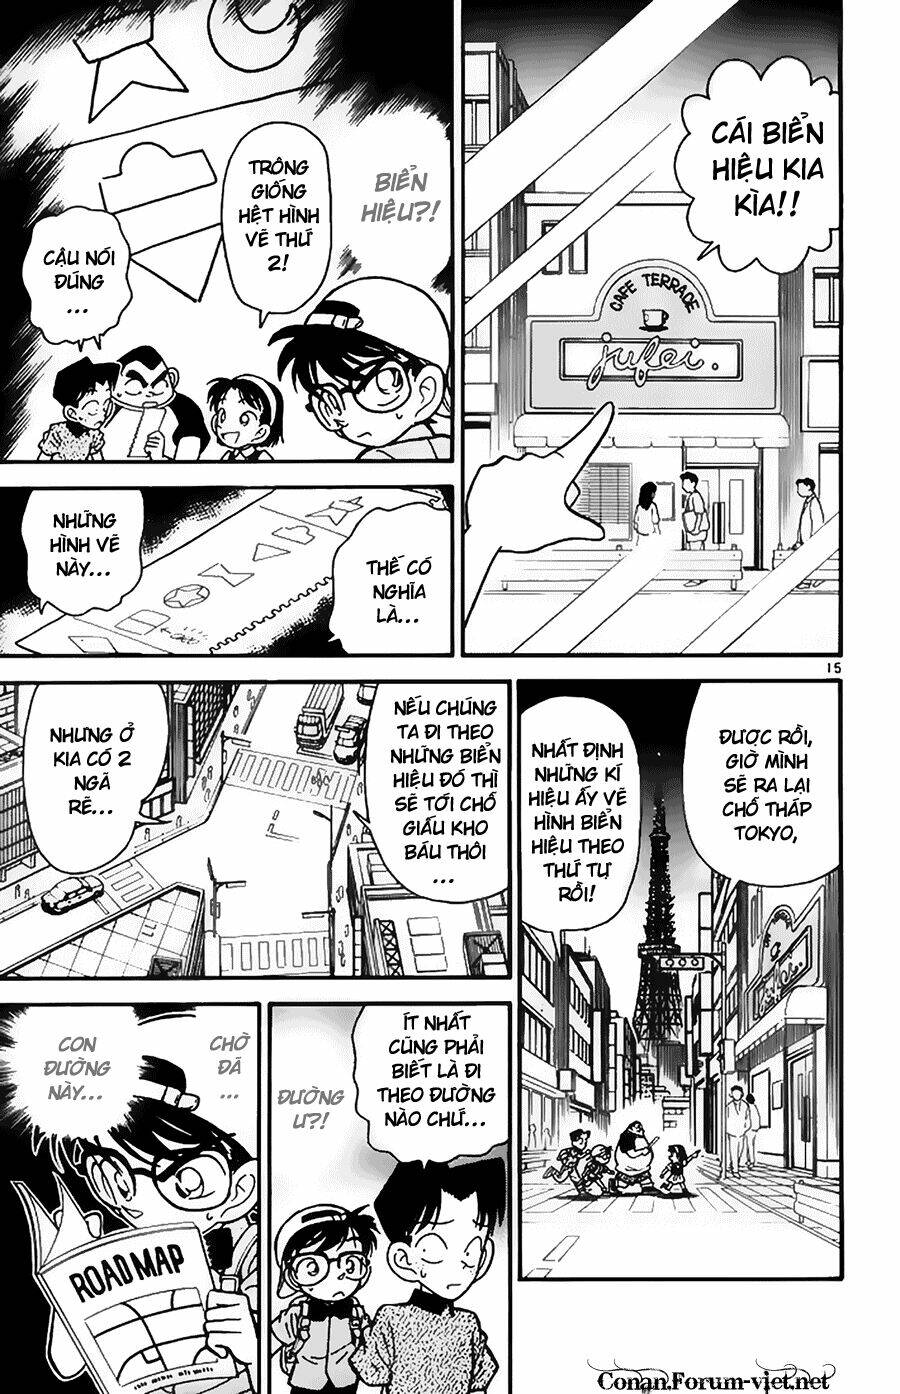 CÁI BIỂN
HIỆU KIA
KÌA!!
CAFE TERRACE
jufei.
BIỂN
HIỆU?!
TRÔNG
GIỐNG
HỆT HÌNH
VẼ THỨ
2!
CẬU NÓI
ĐÚNG
...
THẾ CÓ
NGHĨA
LÀ...
NHỮNG
HÌNH VẼ
NÀY...
15
ĐƯỢC RỒI,
GIỜ MÌNH
SẼ RA LẠI
CHỖ THÁP
TOKYO,
NHẤT ĐỊNH
NHỮNG KÍ
HIỆU ẤY VẼ
HÌNH BIỂN
HIỆU THEO
THỨ TỰ
RỒI!
NẾU CHÚNG
TA ĐI THEO
NHỮNG BIỂN
HIỆU ĐÓ THÌ
SẼ TỚI CHỖ
GIẤU KHO
BÁU THÔI
...
NHƯNG Ở
KIA CÓ 2
NGÃ
RẼ...
ÍT NHẤT
CŨNG PHẢI
BIẾT LÀ ĐI
THEO ĐƯỜNG
NÀO CHỨ...
ĐƯỜNG
Ư?!
CHỜ
ĐÃ
...
CON
ĐƯỜNG
NÀY...
ROAD MAP
Conan.Forum-viet.net